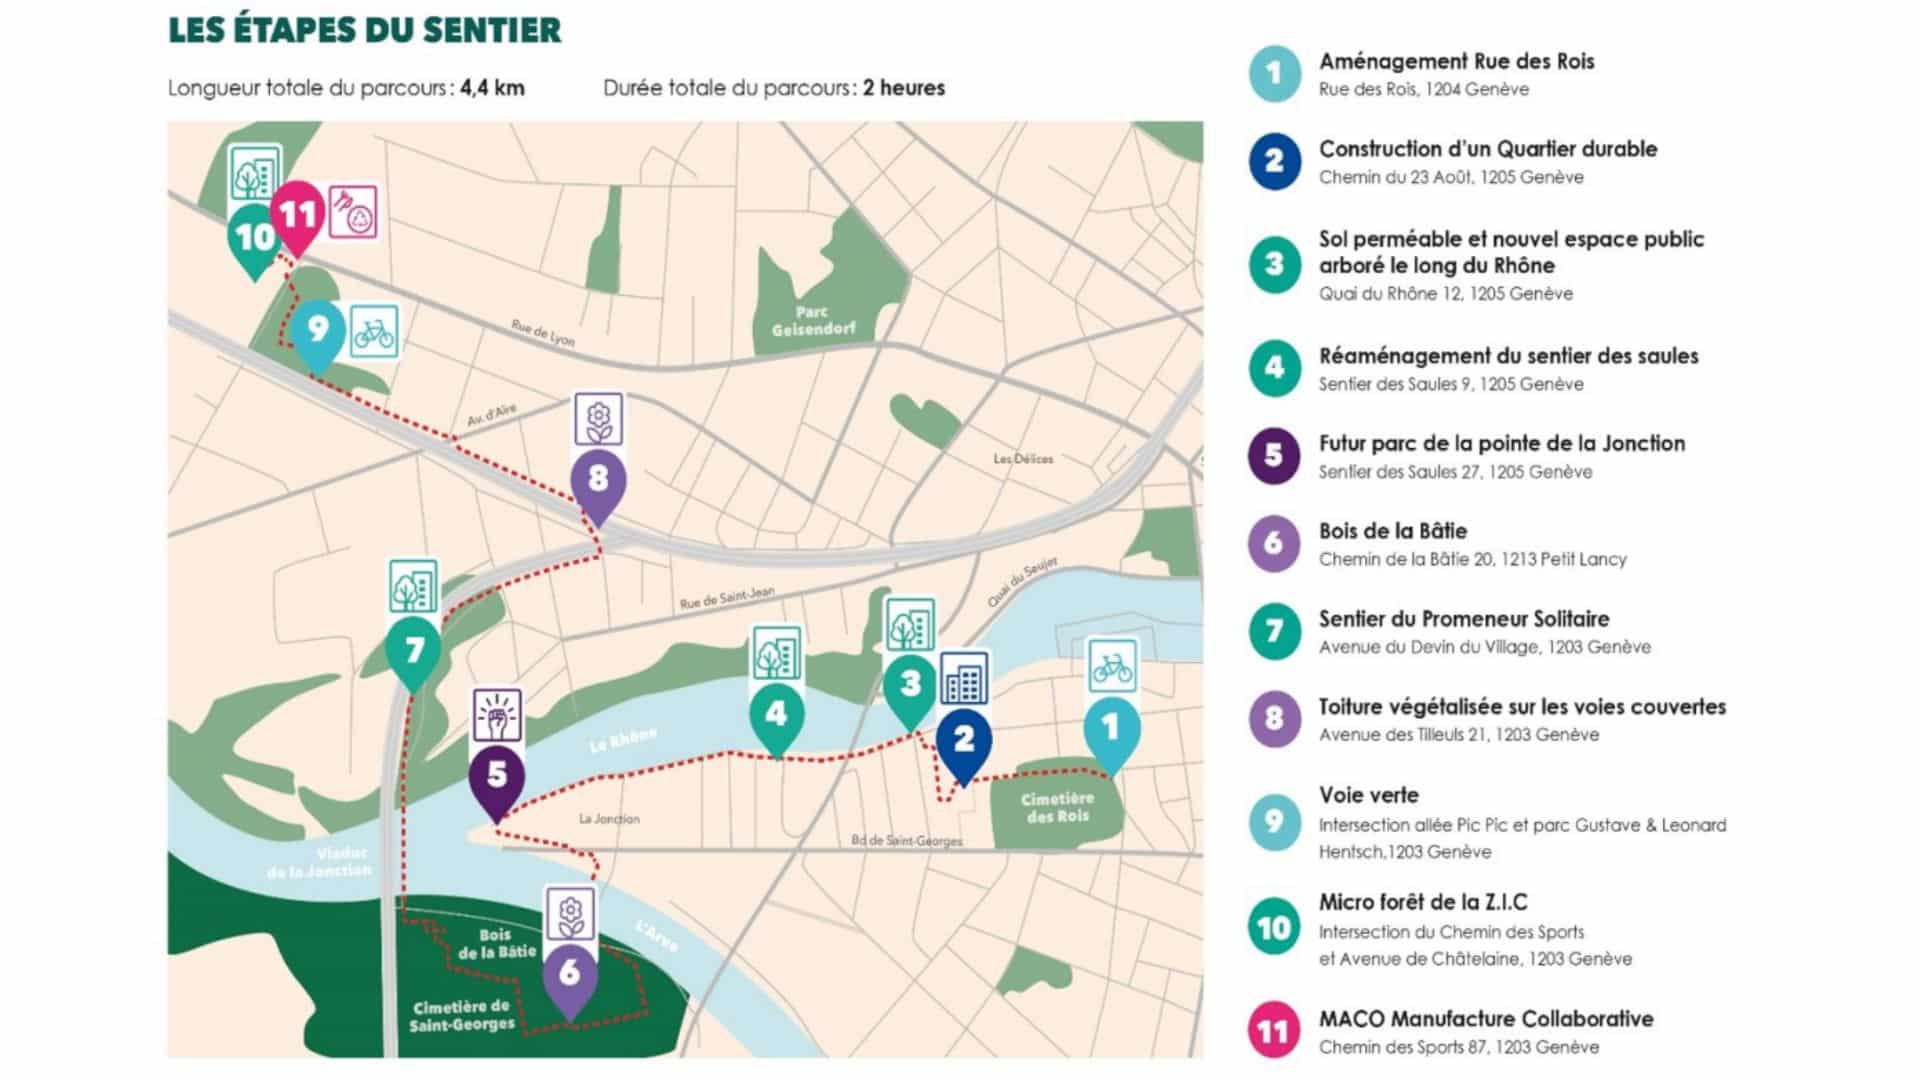 LES ÉTAPES DU SENTIER
Longueur totale du parcours : 4,4 km
Durée totale du parcours : 2 heures
10
11
9
Rue de Lyon
Parc
Geisendorf
Av. d'Aïre
8
Les Délices
Quai du Seujet
Rue de Saint-Jean
7
5
4
3
2
1
Le Rhône
La Jonction
Cimetière
des Rois
Bd de Saint-Georges
Viaduc
de la Jonction
L'Arve
Bois
de la Bâtie
6
Cimetière de
Saint-Georges
1
Aménagement Rue des Rois
Rue des Rois, 1204 Genève
2
Construction d'un Quartier durable
Chemin du 23 Août, 1205 Genève
3
Sol perméable et nouvel espace public
arboré le long du Rhône
Quai du Rhône 12, 1205 Genève
4
Réaménagement du sentier des saules
Sentier des Saules 9, 1205 Genève
5
Futur parc de la pointe de la Jonction
Sentier des Saules 27, 1205 Genève
6
Bois de la Bâtie
Chemin de la Bâtie 20, 1213 Petit Lancy
7
Sentier du Promeneur Solitaire
Avenue du Devin du Village, 1203 Genève
8
Toiture végétalisée sur les voies couvertes
Avenue des Tilleuls 21, 1203 Genève
9
Voie verte
Intersection allée Pic Pic et parc Gustave & Leonard
Hentsch,1203 Genève
10
Micro forêt de la Z.I.C
Intersection du Chemin des Sports
et Avenue de Châtelaine, 1203 Genève
11
MACO Manufacture Collaborative
Chemin des Sports 87, 1203 Genève